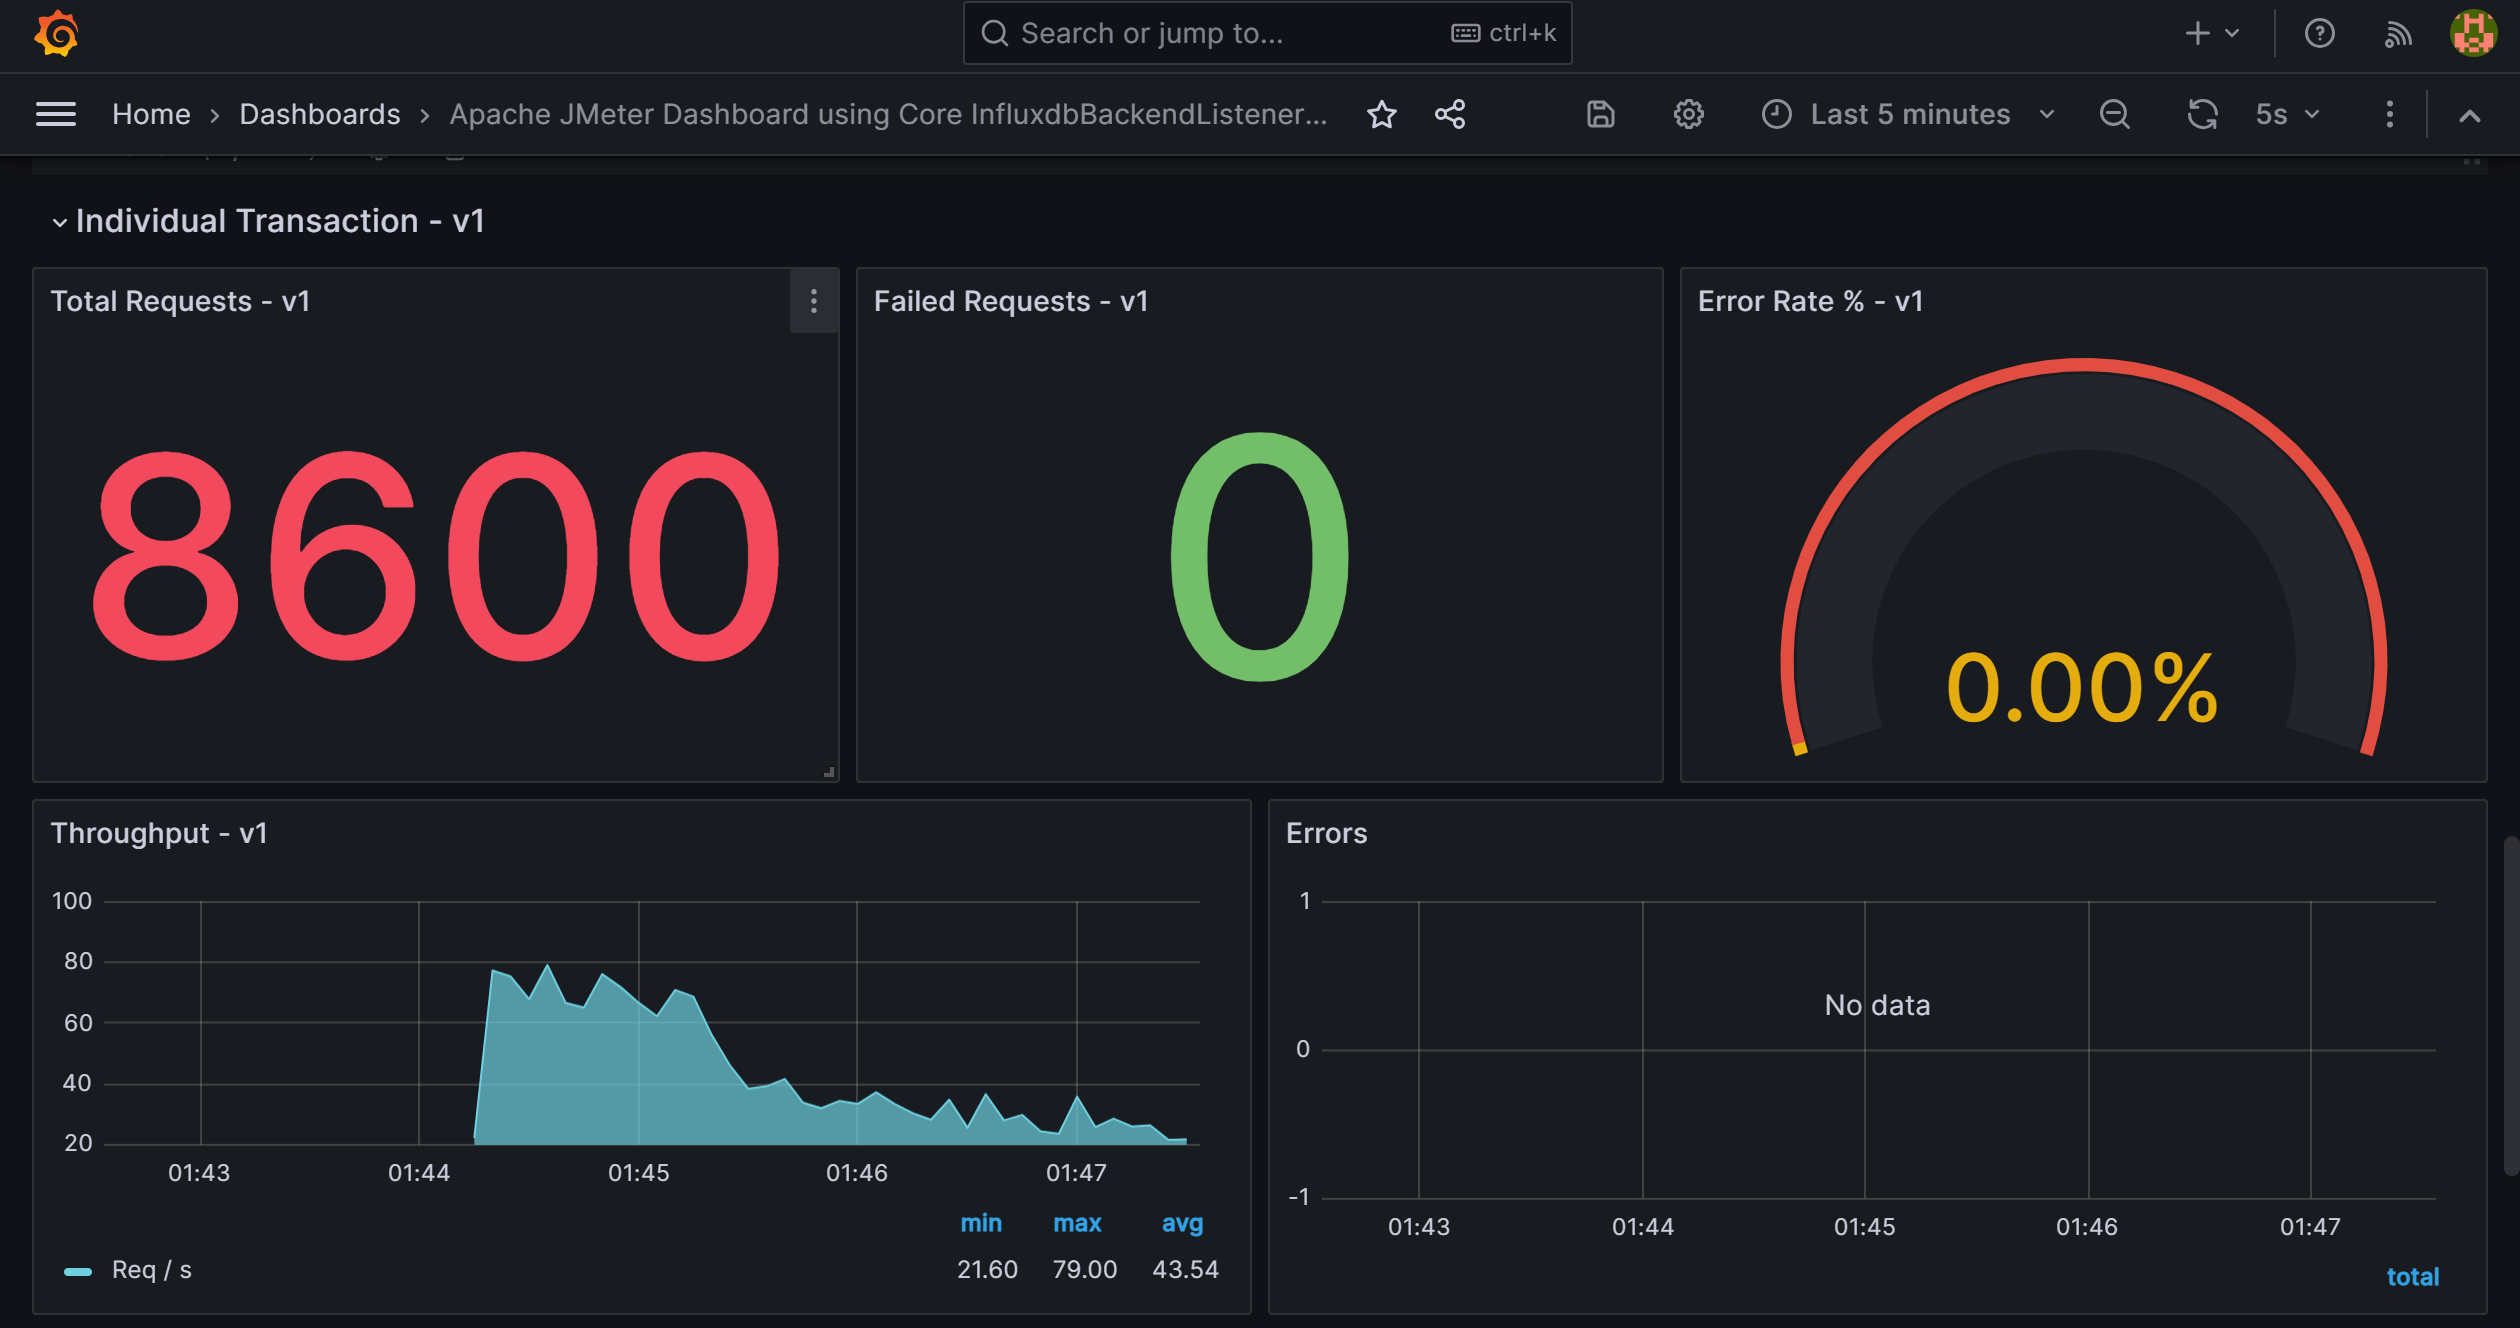 Search or jump to...
ctrl+k
Home
Dashboards
Apache JMeter Dashboard using Core InfluxdbBackendListener...
Last 5 minutes
5s
Individual Transaction - v1
Total Requests - v1
8600
Failed Requests - v1
0
Error Rate % - v1
0.00%
Throughput - v1
100
80
60
40
20
01:43 01:44 01:45 01:46 01:47
min max avg
Req / s 21.60 79.00 43.54
Errors
1
No data
0
-1
01:43 01:44 01:45 01:46 01:47
total